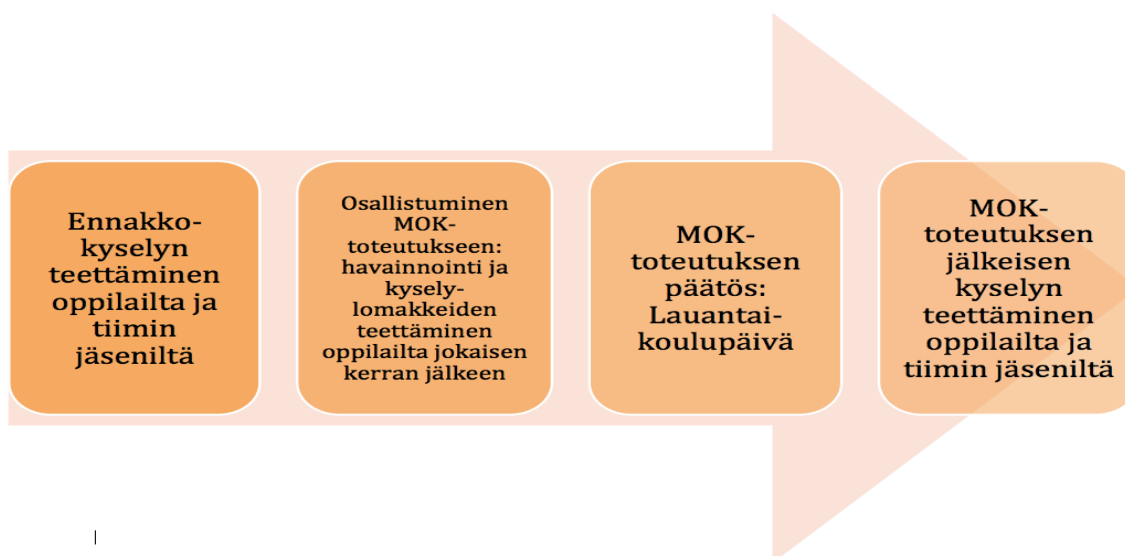 Ennakko-
kyselyn
teettäminen
oppilailta ja
tiimin
jäseniltä
Osallistuminen
MOK-
toteutukseen:
havainnointi ja
kysely-
lomakkeiden
teettäminen
oppilailta jokaisen
kerran jälkeen
MOK-
toteutuksen
päätös:
Lauantai-
koulupäivä
MOK-
toteutuksen
jälkeisen
kyselyn
teettäminen
oppilailta ja
tiimin jäseniltä